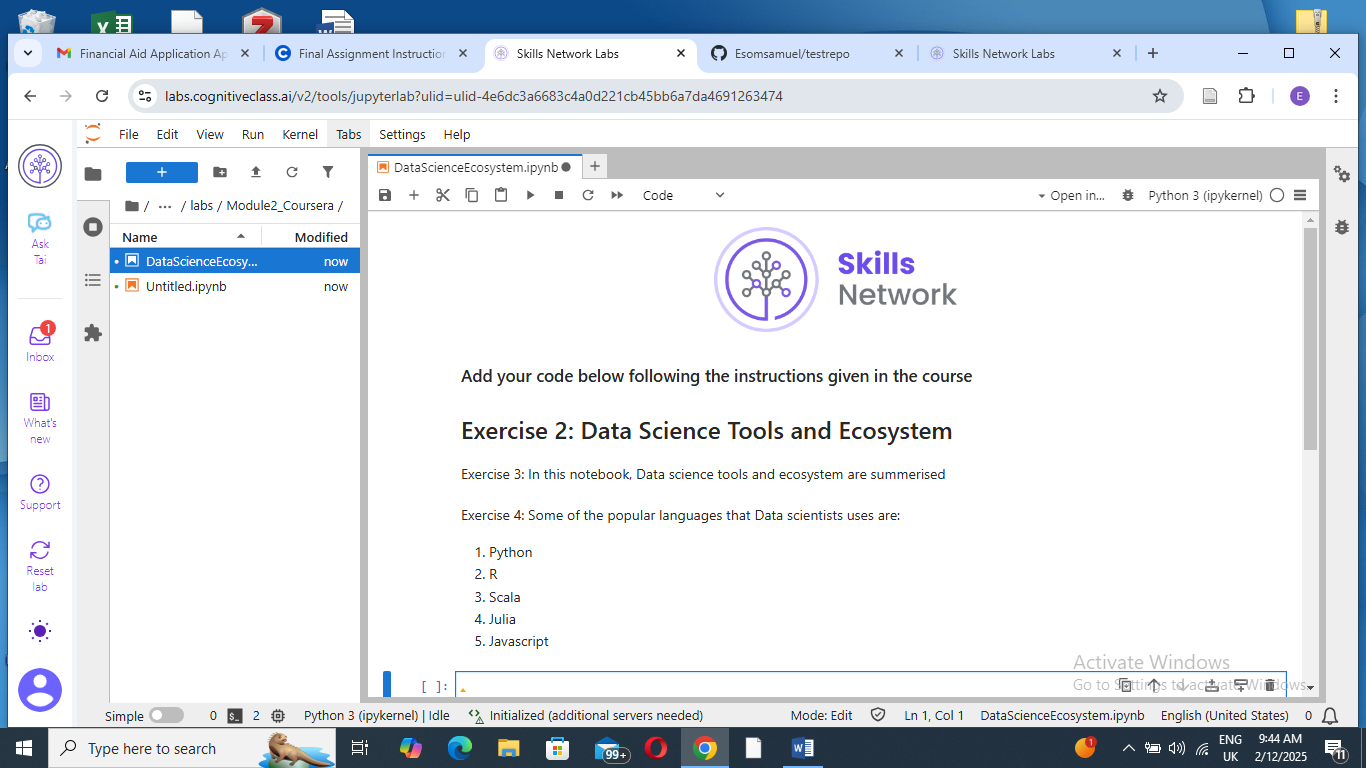 Financial Aid Application Ap
Final Assignment Instruction
Skills Network Labs
Esomsamuel/testrepo
Skills Network Labs
labs.cognitiveclass.ai/v2/tools/jupyterlab?ulid=ulid-4e6dc3a6683c4a0d221cb45bb6a7da4691263474
E
File Edit View Run Kernel Tabs Settings Help
Ask
Tai
1
Inbox
What's
new
Support
Reset
lab
+
/ ··· / labs / Module2_Coursera /
Name Modified
DataScienceEcosy... now
Untitled.ipynb now
DataScienceEcosystem.ipynb
Code
Open in...
Python 3 (ipykernel)
Skills
Network
Add your code below following the instructions given in the course
Exercise 2: Data Science Tools and Ecosystem
Exercise 3: In this notebook, Data science tools and ecosystem are summerised
Exercise 4: Some of the popular languages that Data scientists uses are:
1. Python
2. R
3. Scala
4. Julia
5. Javascript
[ ]:
Activate Windows
Go to Settings to activate Windows.
Simple 0 2 Python 3 (ipykernel) | Idle Initialized (additional servers needed) Mode: Edit Ln 1, Col 1 DataScienceEcosystem.ipynb English (United States) 0
Type here to search
99+
1
ENG
UK
9:44 AM
2/12/2025
11